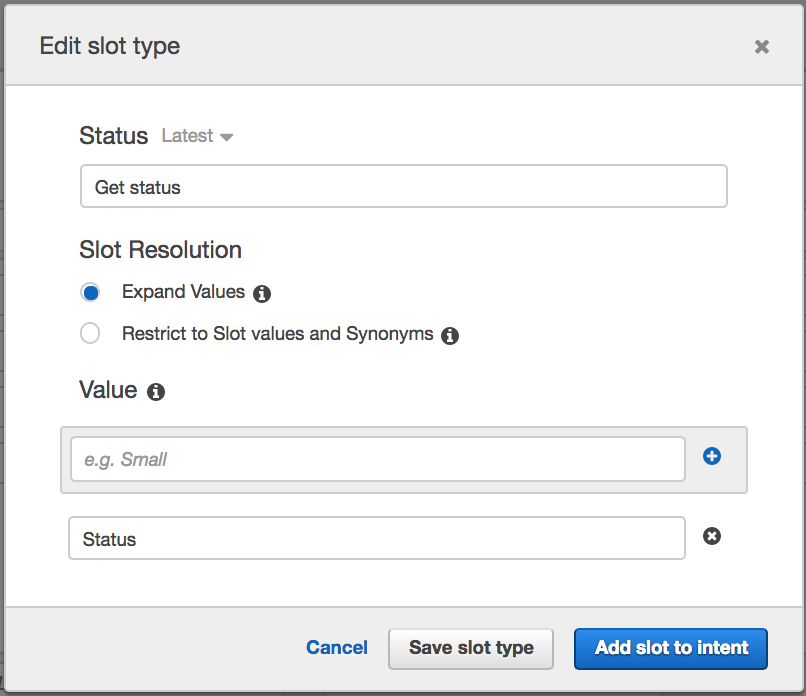 Edit slot type
Status Latest
Get status
Slot Resolution
Expand Values
Restrict to Slot values and Synonyms
Value
e.g. Small
Status
Cancel Save slot type Add slot to intent